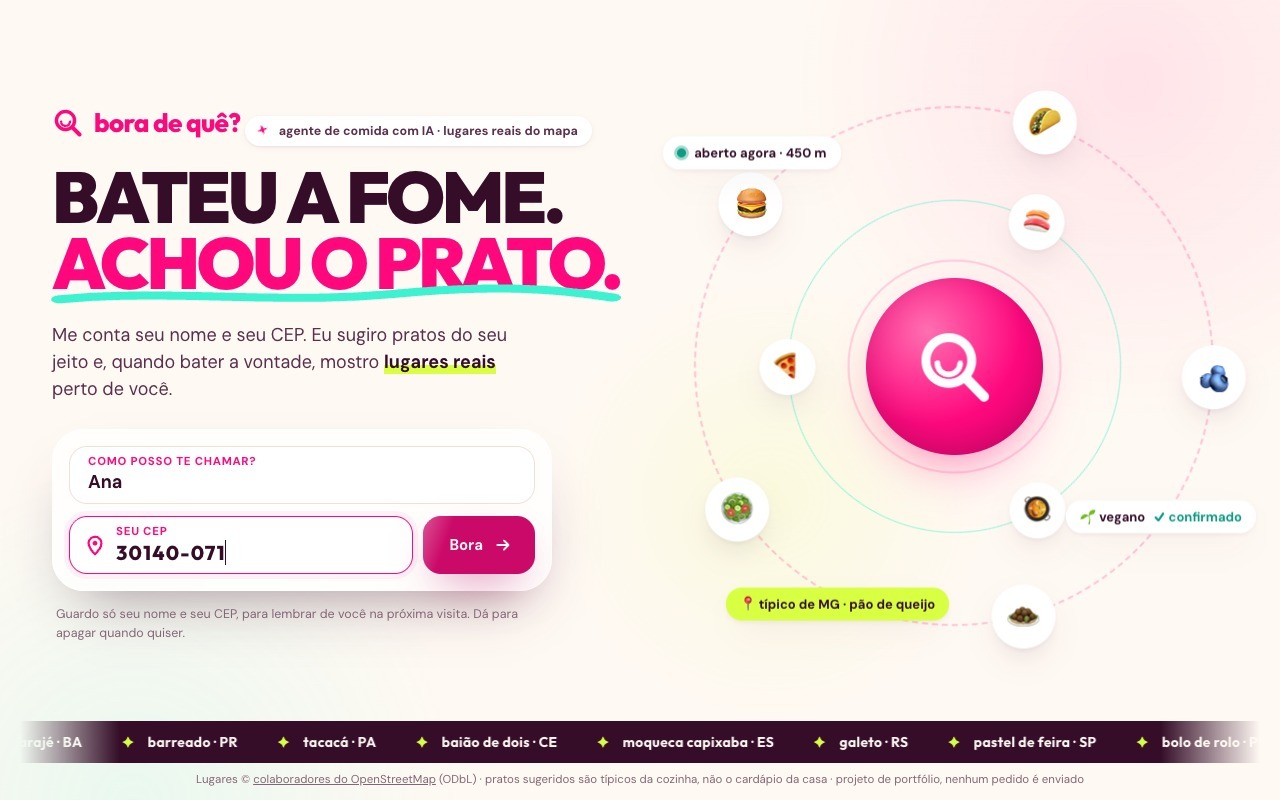 bora de quê?
agente de comida com IA · lugares reais do mapa
BATEU A FOME.
ACHOU O PRATO.
Me conta seu nome e seu CEP. Eu sugiro pratos do seu
jeito e, quando bater a vontade, mostro lugares reais
perto de você.
COMO POSSO TE CHAMAR?
Ana
SEU CEP
30140-071
Bora
Guardo só seu nome e seu CEP, para lembrar de você na próxima visita. Dá para
apagar quando quiser.
aberto agora · 450 m
vegano confirmado
típico de MG · pão de queijo
BA barreado · PR tacacá · PA baião de dois · CE moqueca capixaba · ES galeto · RS pastel de feira · SP bolo de rolo
Lugares © colaboradores do OpenStreetMap (ODbL) · pratos sugeridos são típicos da cozinha, não o cardápio da casa · projeto de portfólio, nenhum pedido é enviado